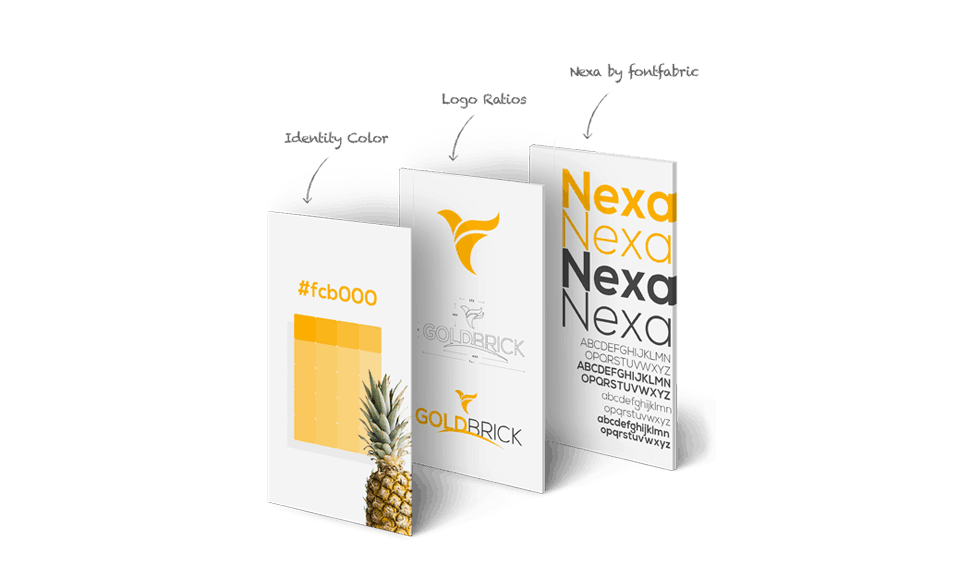 Nexa by fontfabric
Logo Ratios
Identity Color
#fcb000
GOLDBRICK
GOLDBRICK
Nexa
Nexa
Nexa
Nexa
ABCDEFGHIJKLMN
OPQRSTUVWXYZ
ABCDEFGHIJKLMN
OPQRSTUVWXYZ
abcdefghijklmn
opqrstuvwxyz
abcdefghijklmn
opqrstuvwxyz